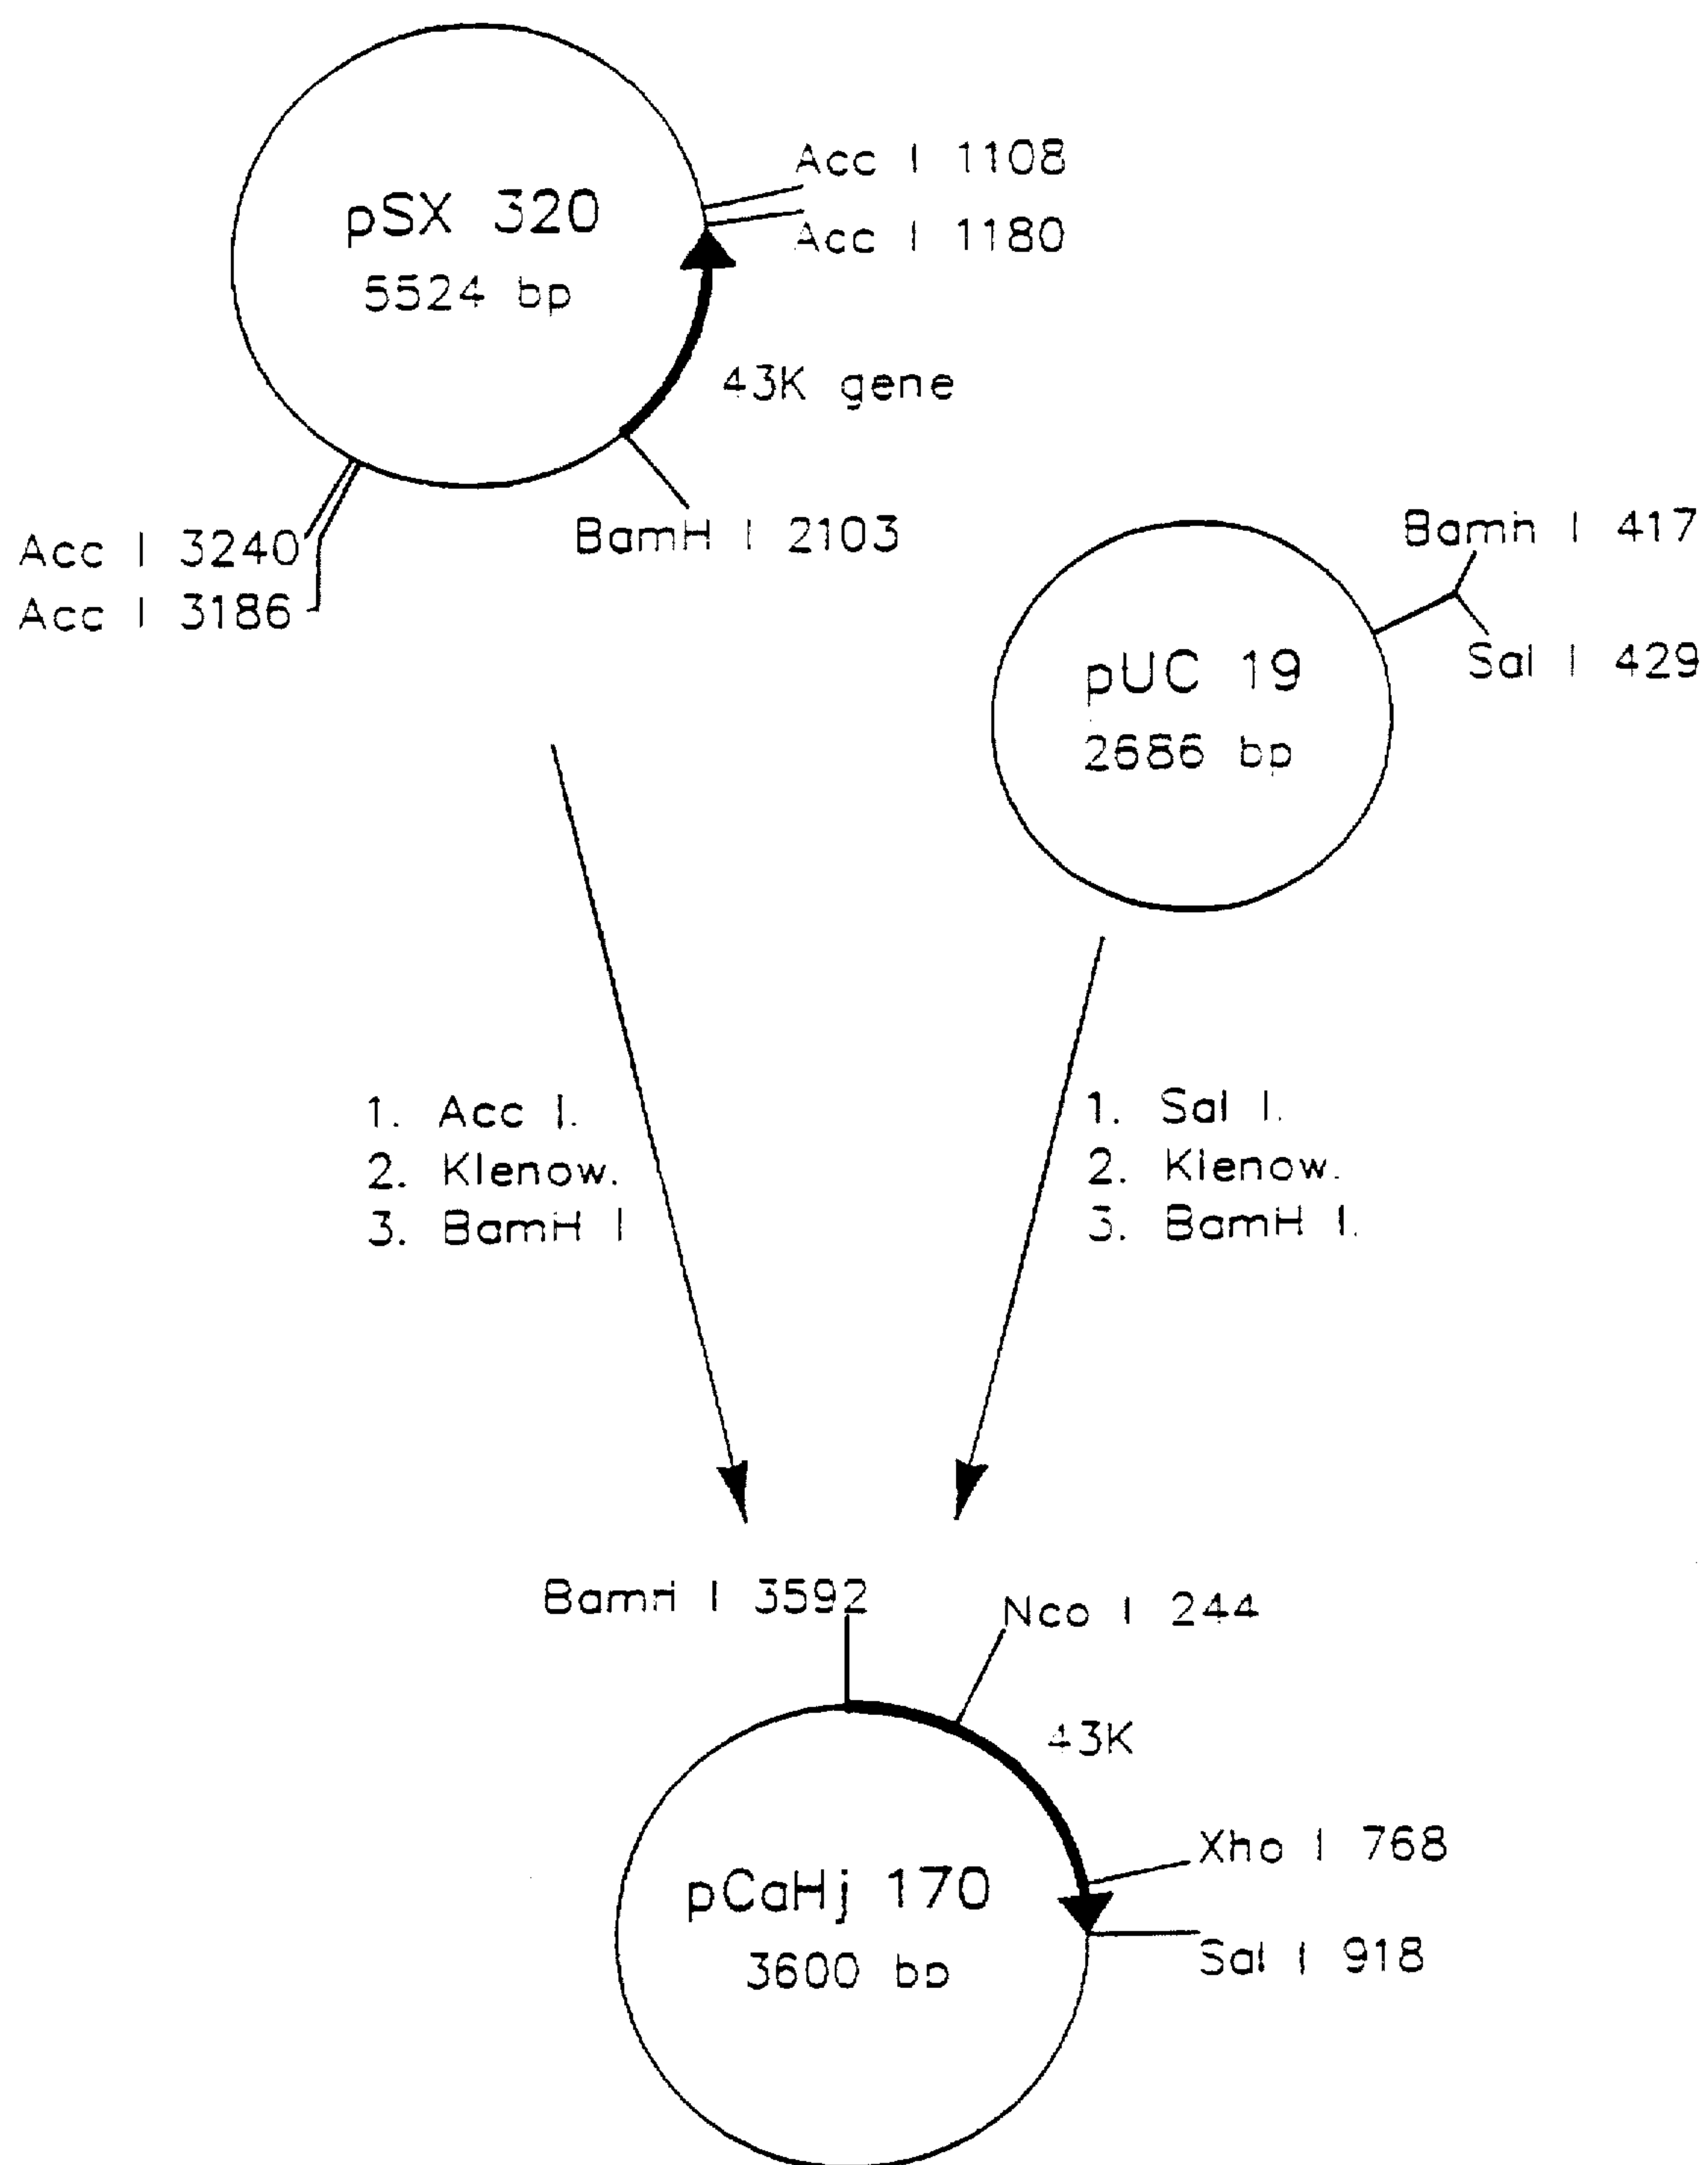 Acc I 1108
pSX 320
Acc I 1180
5524 bp
43K gene
Acc I 3240
BamH I 2103
Acc I 3186
BamH I 417
Sal I 429
pUC 19
2686 bp
1. Acc I.
2. Klenow.
3. BamH I
1. Sal I.
2. Klenow.
3. BamH I.
BamH I 3592
Nco I 244
43K
Xho I 768
pCaHj 170
Sal I 918
3600 bp